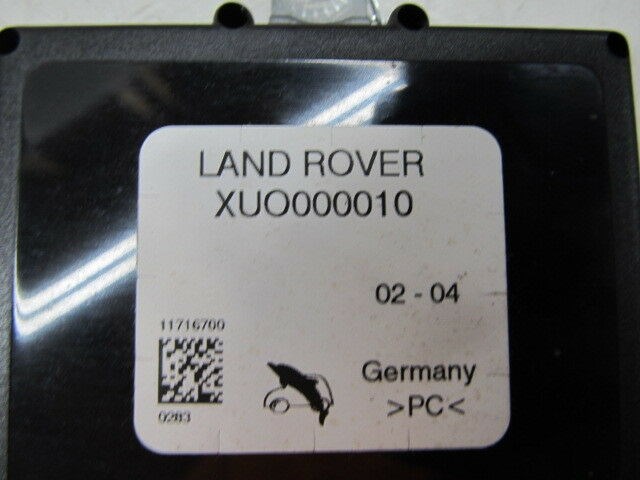 LAND ROVER
XUO000010
02 - 04
11716700
0283
Germany
>PC<